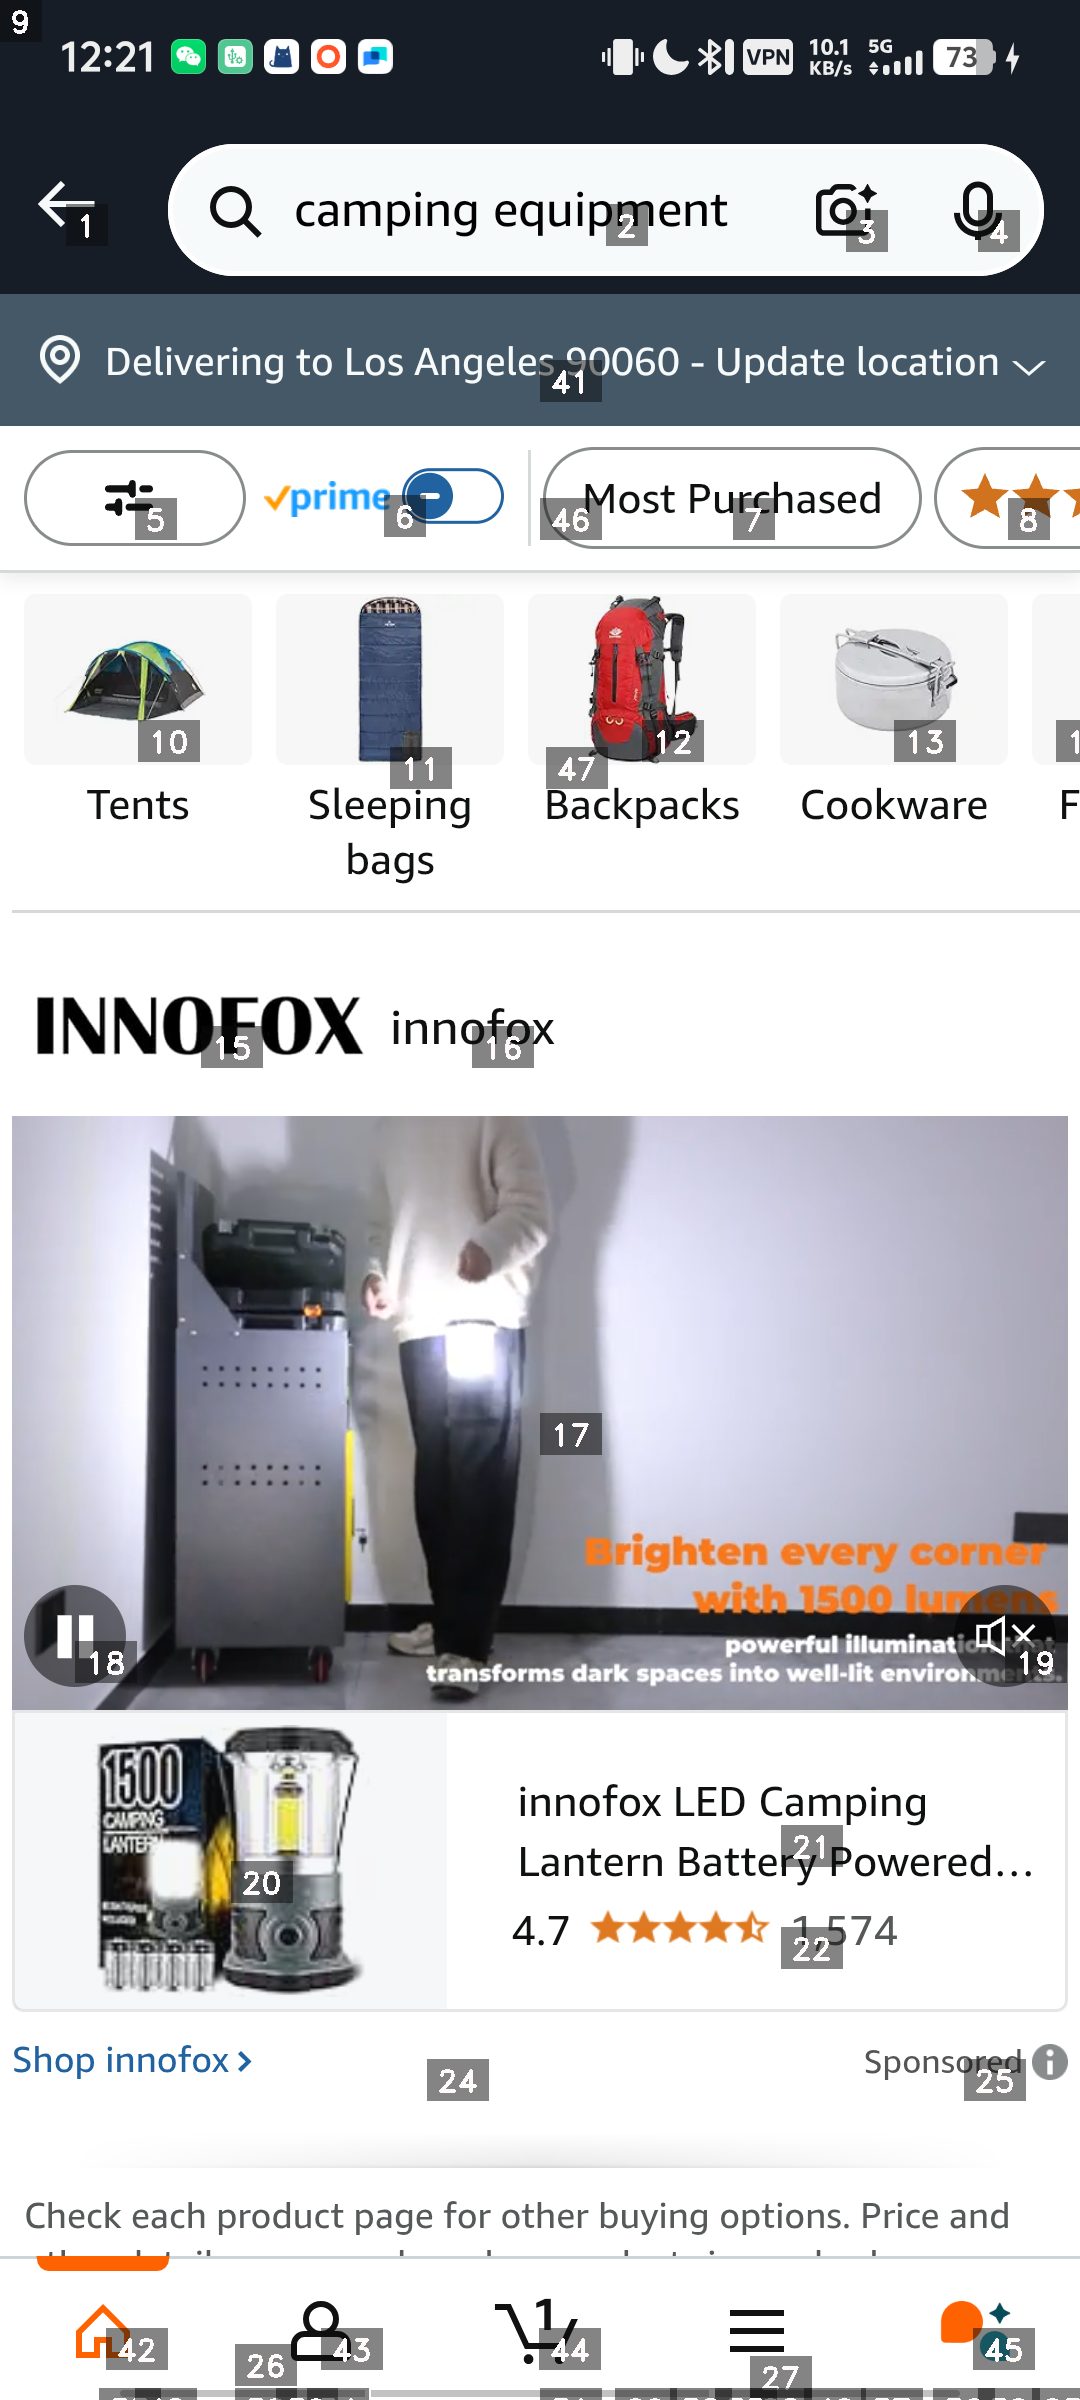 9
12:21
VPN
10.1
KB/s
5G
73
1
camping equipment
2
3
4
Delivering to Los Angeles 90060 - Update location
41
5
prime
6
46
Most Purchased
7
8
10
11
47
12
13
Tents
Sleeping
bags
Backpacks
Cookware
F
INNOFOX
15
innofox
16
17
Brighten every corner
with 1500 lumens
powerful illumination that
transforms dark spaces into well-lit environments.
18
19
1500
CAMPING
LANTERN
20
innofox LED Camping
Lantern Battery Powered...
21
4.7
1,574
22
Shop innofox
24
Sponsored
25
Check each product page for other buying options. Price and
1
42
26
43
44
27
45